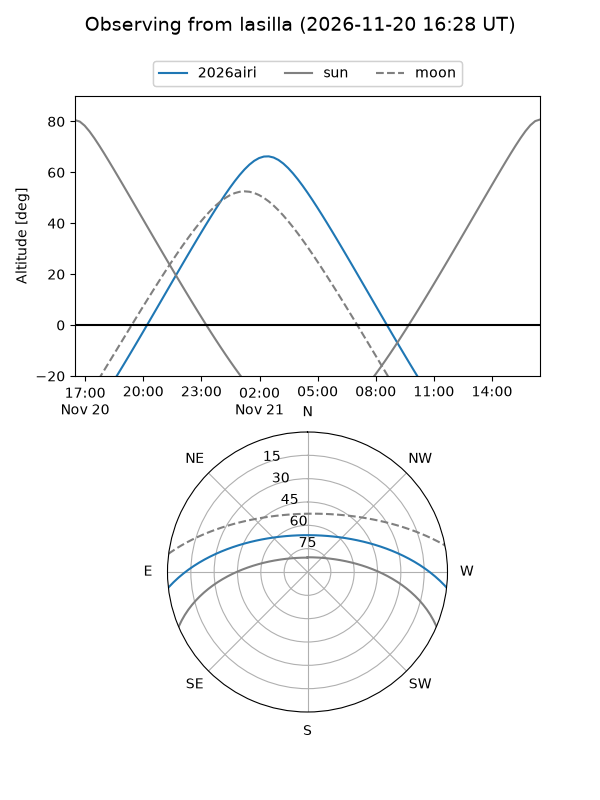 Observing from lasilla (2026-11-20 16:28 UT)
2026airi sun moon
Altitude [deg]
80
60
40
20
0
−20
17:00 20:00 23:00 02:00 05:00 08:00 11:00 14:00
Nov 20 Nov 21
N
NE NW
15
30
45
60
75
E W
SE SW
S